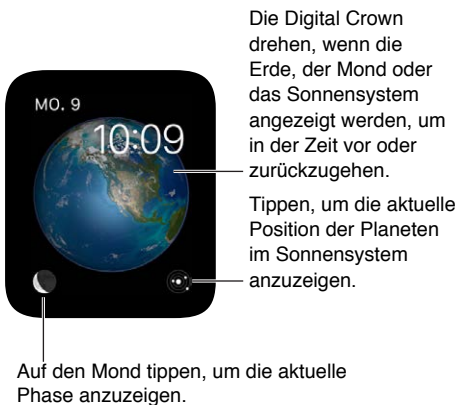 Die Digital Crown
drehen, wenn die
Erde, der Mond oder
das Sonnensystem
angezeigt werden, um
in der Zeit vor oder
zurückzugehen.
MO. 9
10:09
Tippen, um die aktuelle
Position der Planeten
im Sonnensystem
anzuzeigen.
Auf den Mond tippen, um die aktuelle
Phase anzuzeigen.